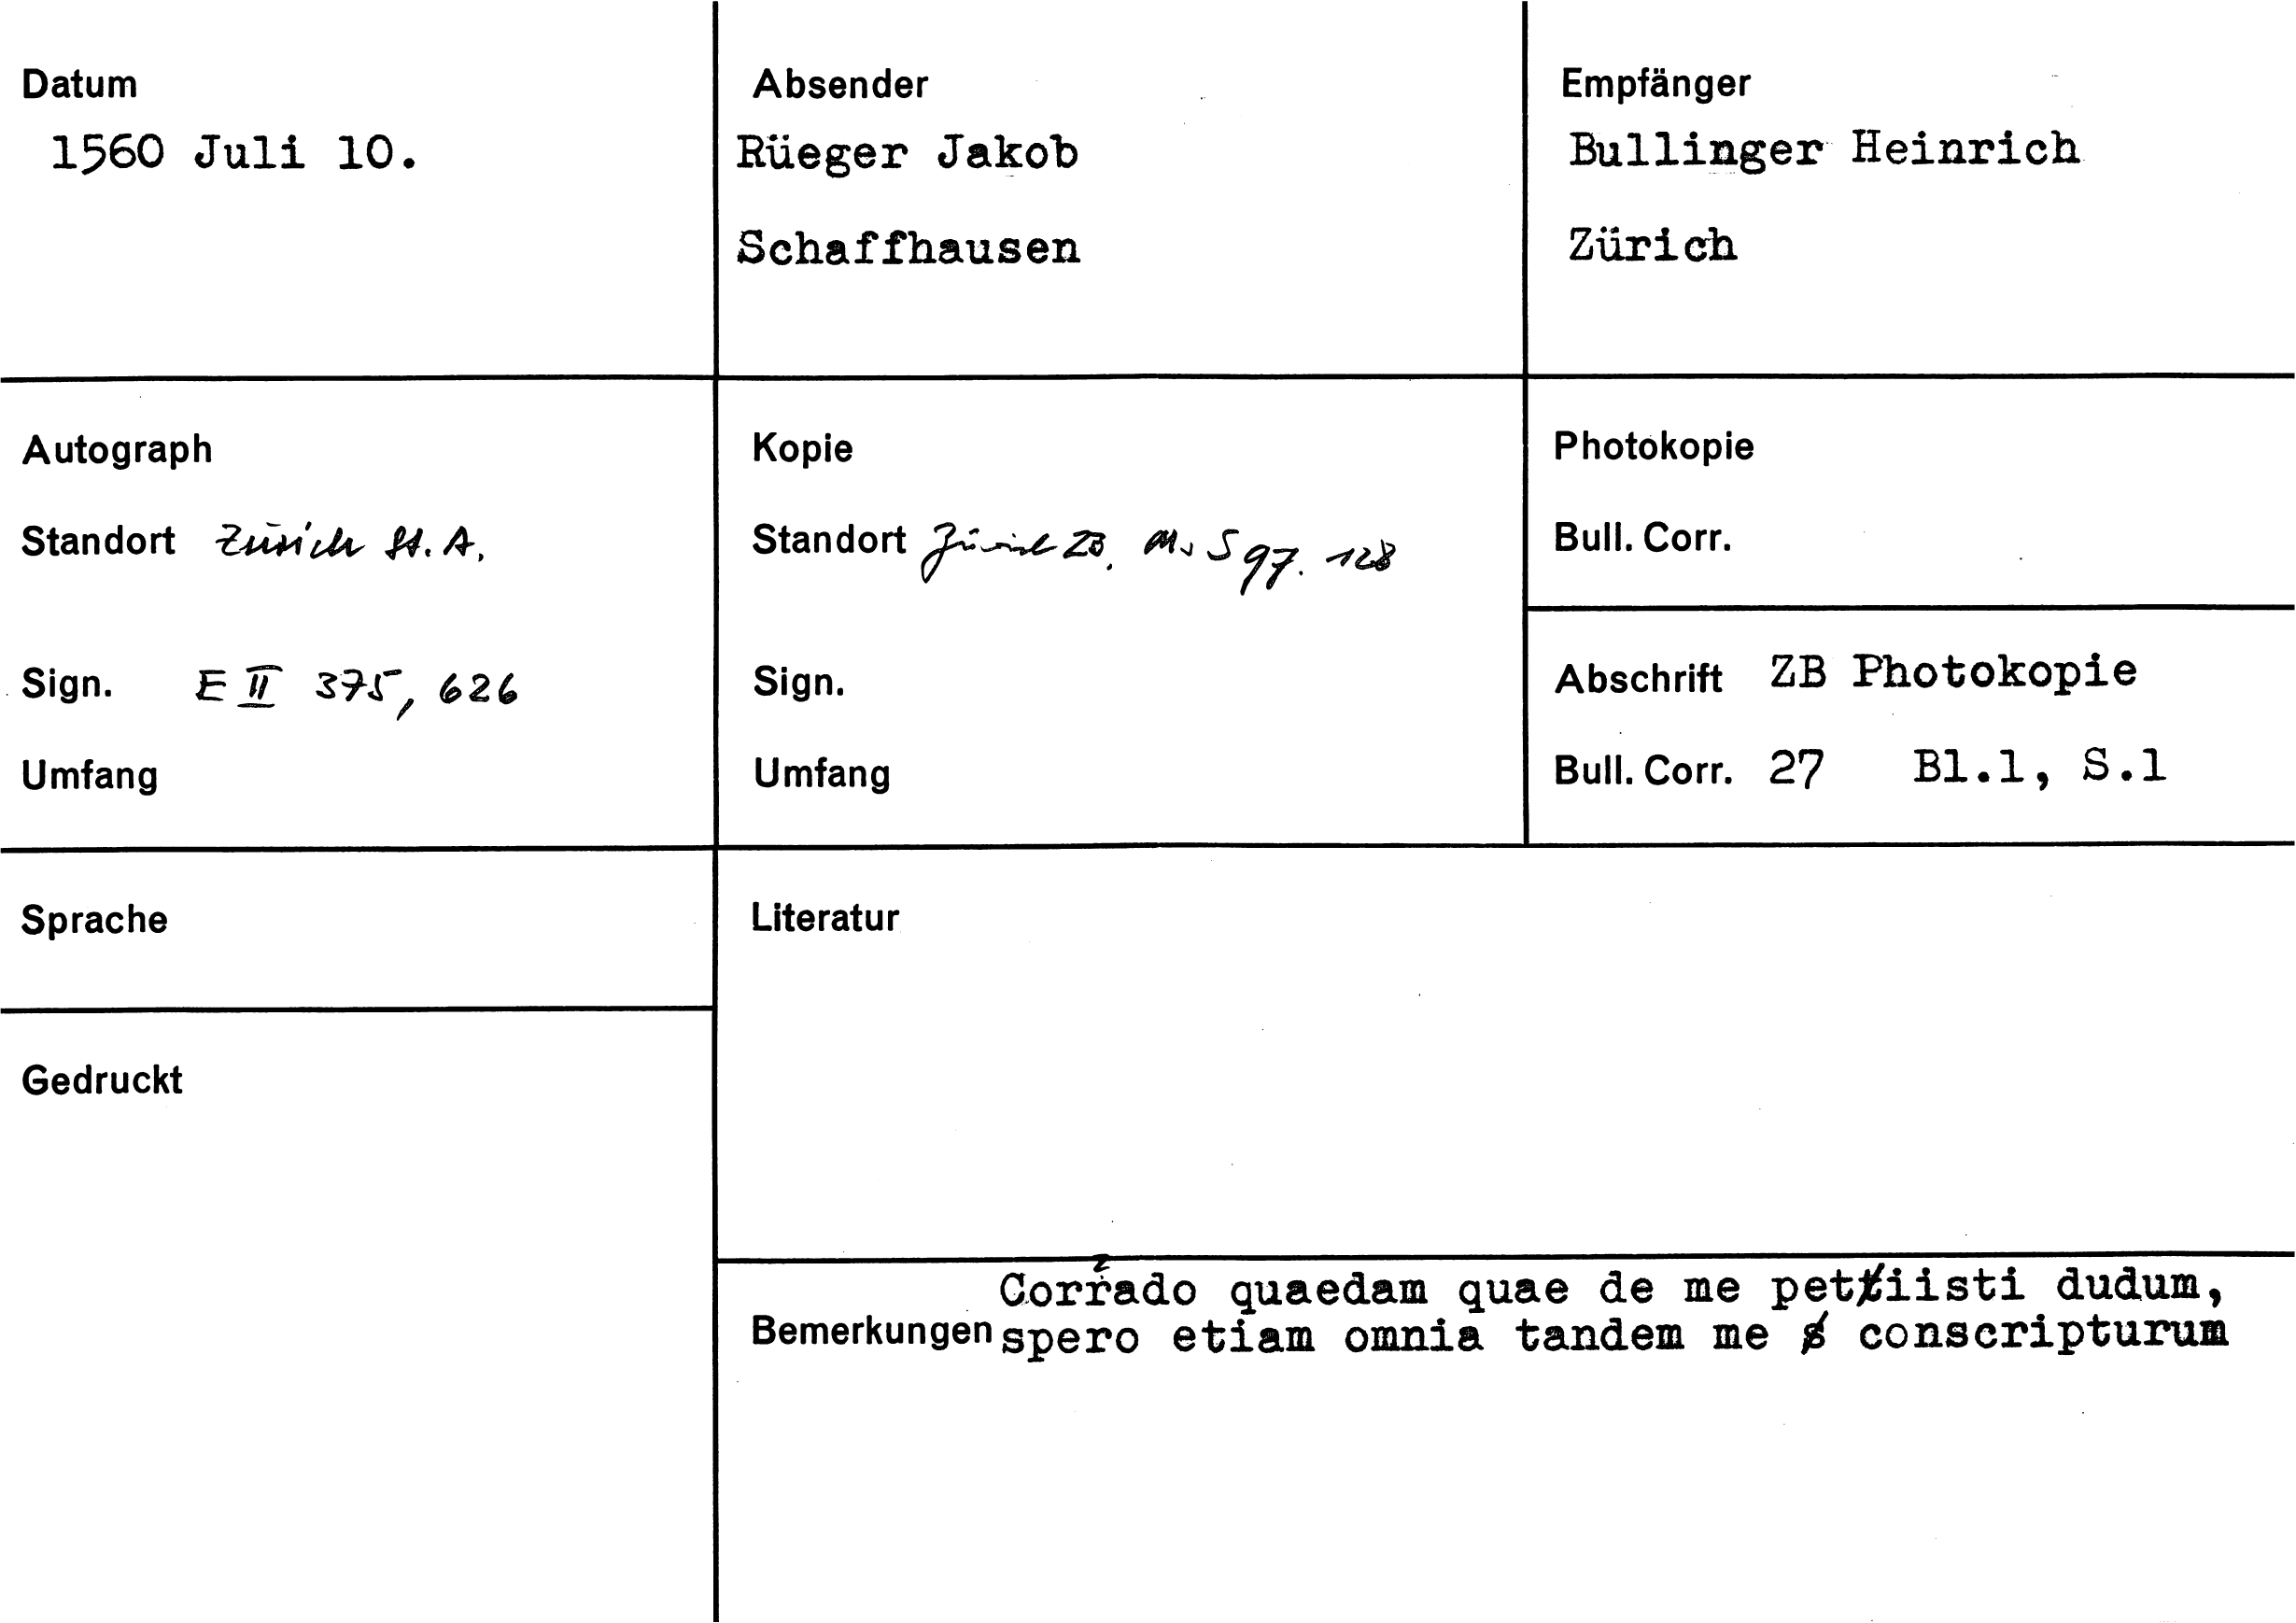 Datum
1560 Juli 10.
Absender
Rüeger Jakob
Schaffhausen
Empfänger
Bullinger Heinrich
Zürich
Autograph
Standort Zürich St. A.
Sign. E II 375, 626
Umfang
Kopie
Standort Zürich ZB. Ms S 97. 128
Sign.
Umfang
Photokopie
Bull. Corr.
Abschrift ZB Photokopie
Bull. Corr. 27 Bl.1, S.1
Sprache
Literatur
Gedruckt
Corrado quaedam quae de me petiisti dudum,
Bemerkungen spero etiam omnia tandem me conscripturum